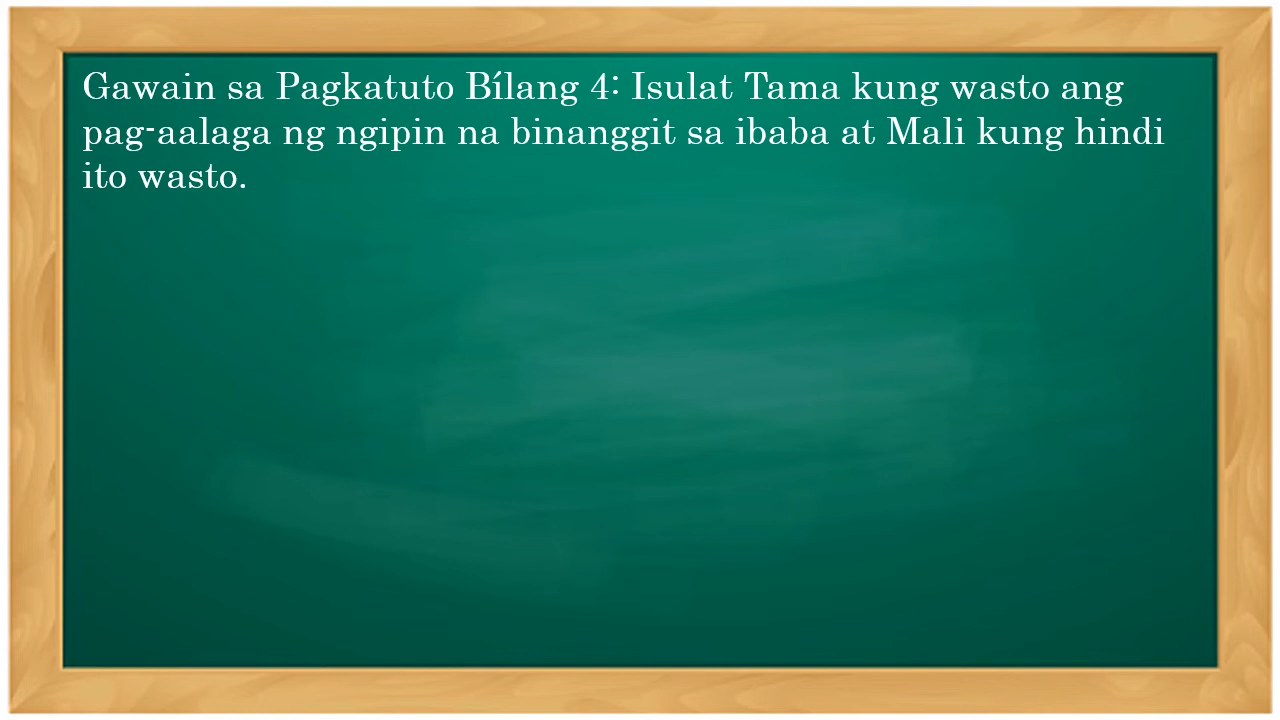 Gawain sa Pagkatuto Bílang 4: Isulat Tama kung wasto ang
pag-aalaga ng ngipin na binanggit sa ibaba at Mali kung hindi
ito wasto.